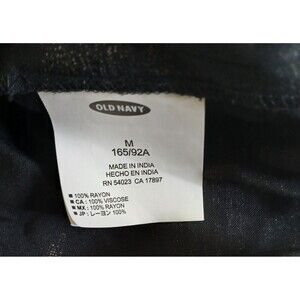 OLD NAVY
M
165/92A
MADE IN INDIA
HECHO EN INDIA
RN 54023 CA 17897
■ 100% RAYON
■ CA : 100% VISCOSE
■ MX : 100% RAYON
■ JP : レーヨン 100%